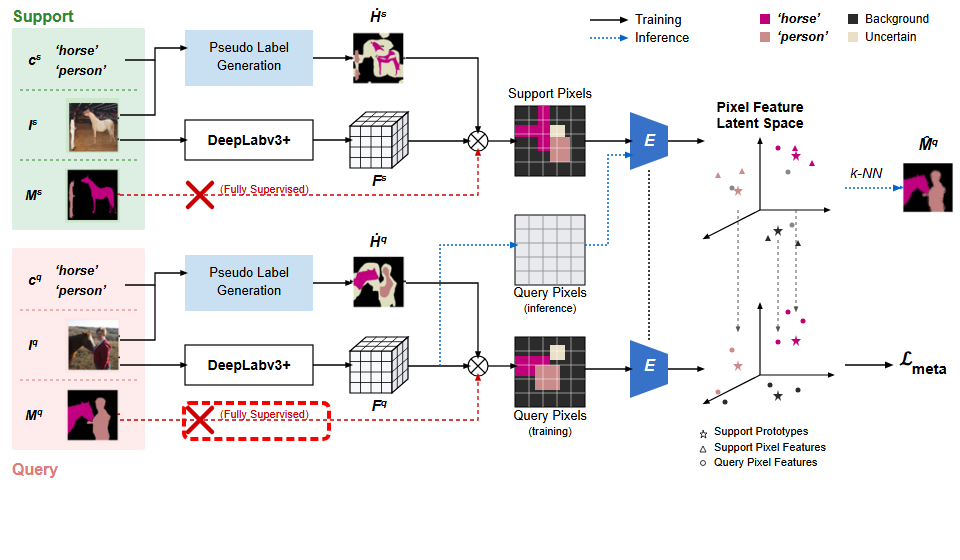 Support
cˢ
‘horse’
‘person’
Iˢ
Mˢ
Pseudo Label
Generation
Ḣˢ
DeepLabv3+
Fˢ
(Fully Supervised)
Training
Inference
‘horse’
‘person’
Background
Uncertain
Support Pixels
E
Pixel Feature
Latent Space
k-NN
M̂q
Query Pixels
(inference)
cq
‘horse’
‘person’
Iq
Mq
Query
Pseudo Label
Generation
Ḣq
DeepLabv3+
Fq
(Fully Supervised)
Query Pixels
(training)
E
ℒmeta
Support Prototypes
Support Pixel Features
Query Pixel Features